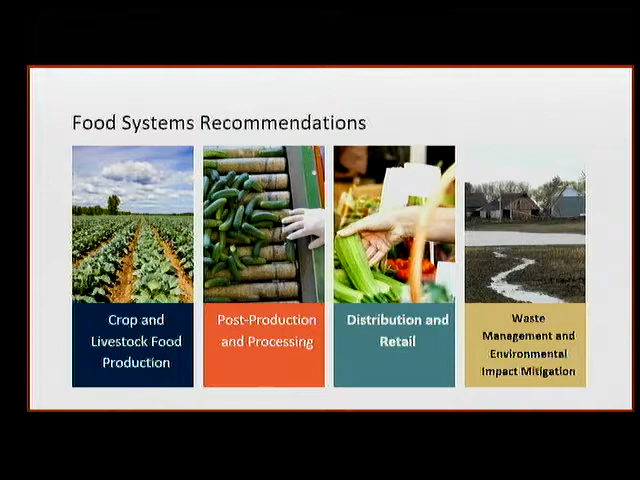 Food Systems Recommendations
Crop and
Livestock Food
Production
Post-Production
and Processing
Distribution and
Retail
Waste
Management and
Environmental
Impact Mitigation